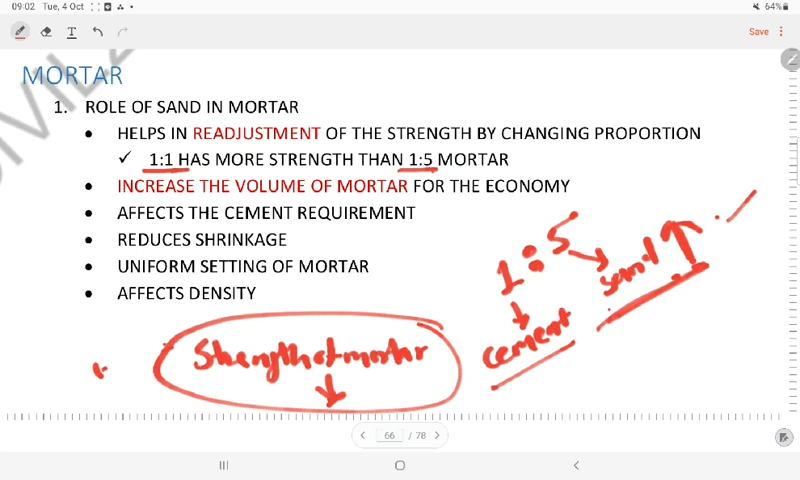 09:02 Tue, 4 Oct
64%
Save
MORTAR
1. ROLE OF SAND IN MORTAR
• HELPS IN READJUSTMENT OF THE STRENGTH BY CHANGING PROPORTION
✓ 1:1 HAS MORE STRENGTH THAN 1:5 MORTAR
• INCREASE THE VOLUME OF MORTAR FOR THE ECONOMY
• AFFECTS THE CEMENT REQUIREMENT
• REDUCES SHRINKAGE
• UNIFORM SETTING OF MORTAR
• AFFECTS DENSITY
1:5
sand ↑
cement
Strength of mortar
↓
66 / 78